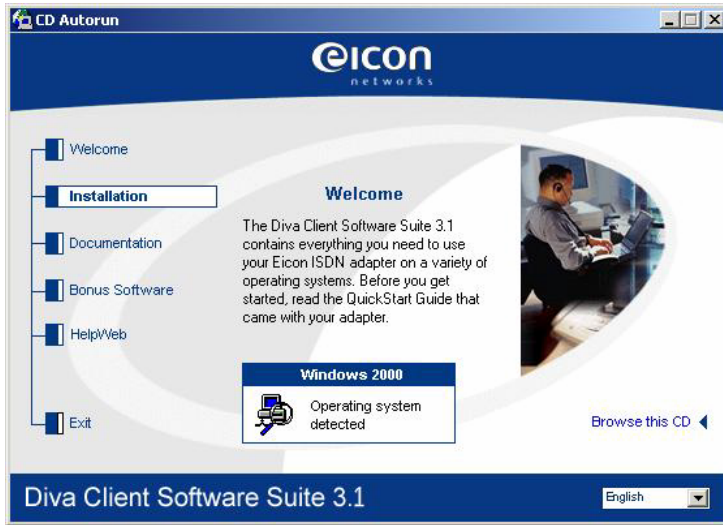 CD Autorun
eicon
networks
Welcome
Installation
Documentation
Bonus Software
HelpWeb
Exit
Welcome
The Diva Client Software Suite 3.1
contains everything you need to use
your Eicon ISDN adapter on a variety of
operating systems. Before you get
started, read the QuickStart Guide that
came with your adapter.
Windows 2000
Operating system
detected
Browse this CD
Diva Client Software Suite 3.1
English